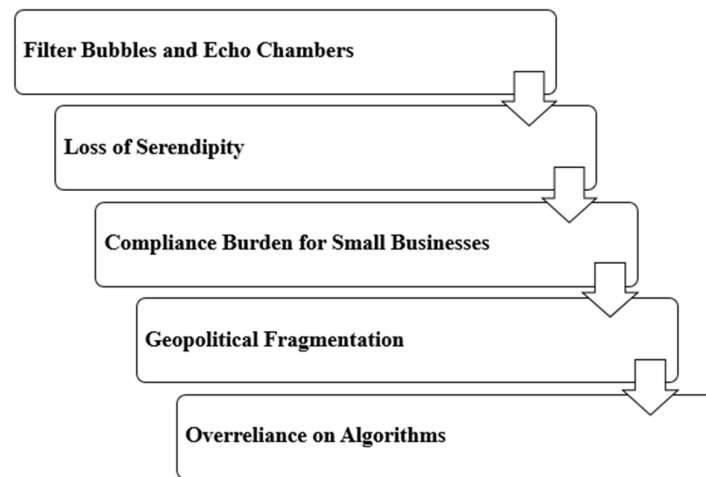 Filter Bubbles and Echo Chambers
Loss of Serendipity
Compliance Burden for Small Businesses
Geopolitical Fragmentation
Overreliance on Algorithms